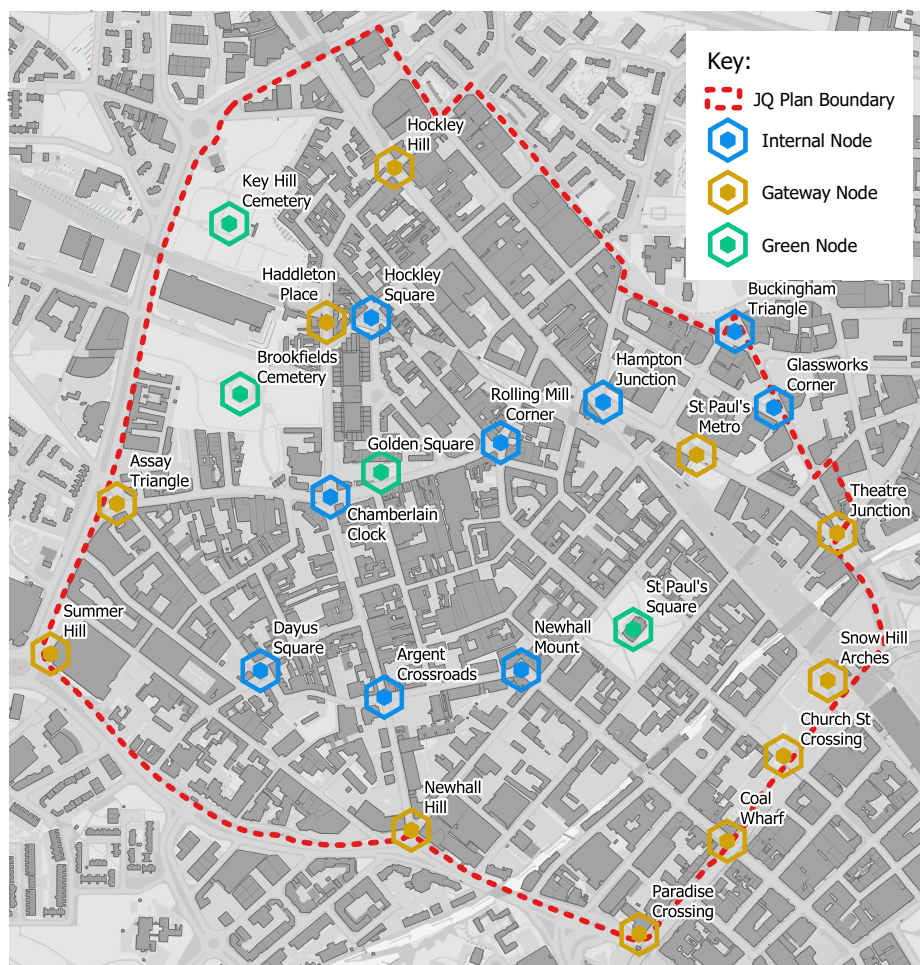 Key:
JQ Plan Boundary
Internal Node
Gateway Node
Green Node
Hockley
Hill
Key Hill
Cemetery
Haddleton
Place
Hockley
Square
Buckingham
Triangle
Brookfields
Cemetery
Hampton
Junction
Glassworks
Corner
Rolling Mill
Corner
St Paul's
Metro
Golden Square
Assay
Triangle
Chamberlain
Clock
Theatre
Junction
Summer
Hill
Dayus
Square
Argent
Crossroads
Newhall
Mount
St Paul's
Square
Snow Hill
Arches
Church St
Crossing
Newhall
Hill
Coal
Wharf
Paradise
Crossing